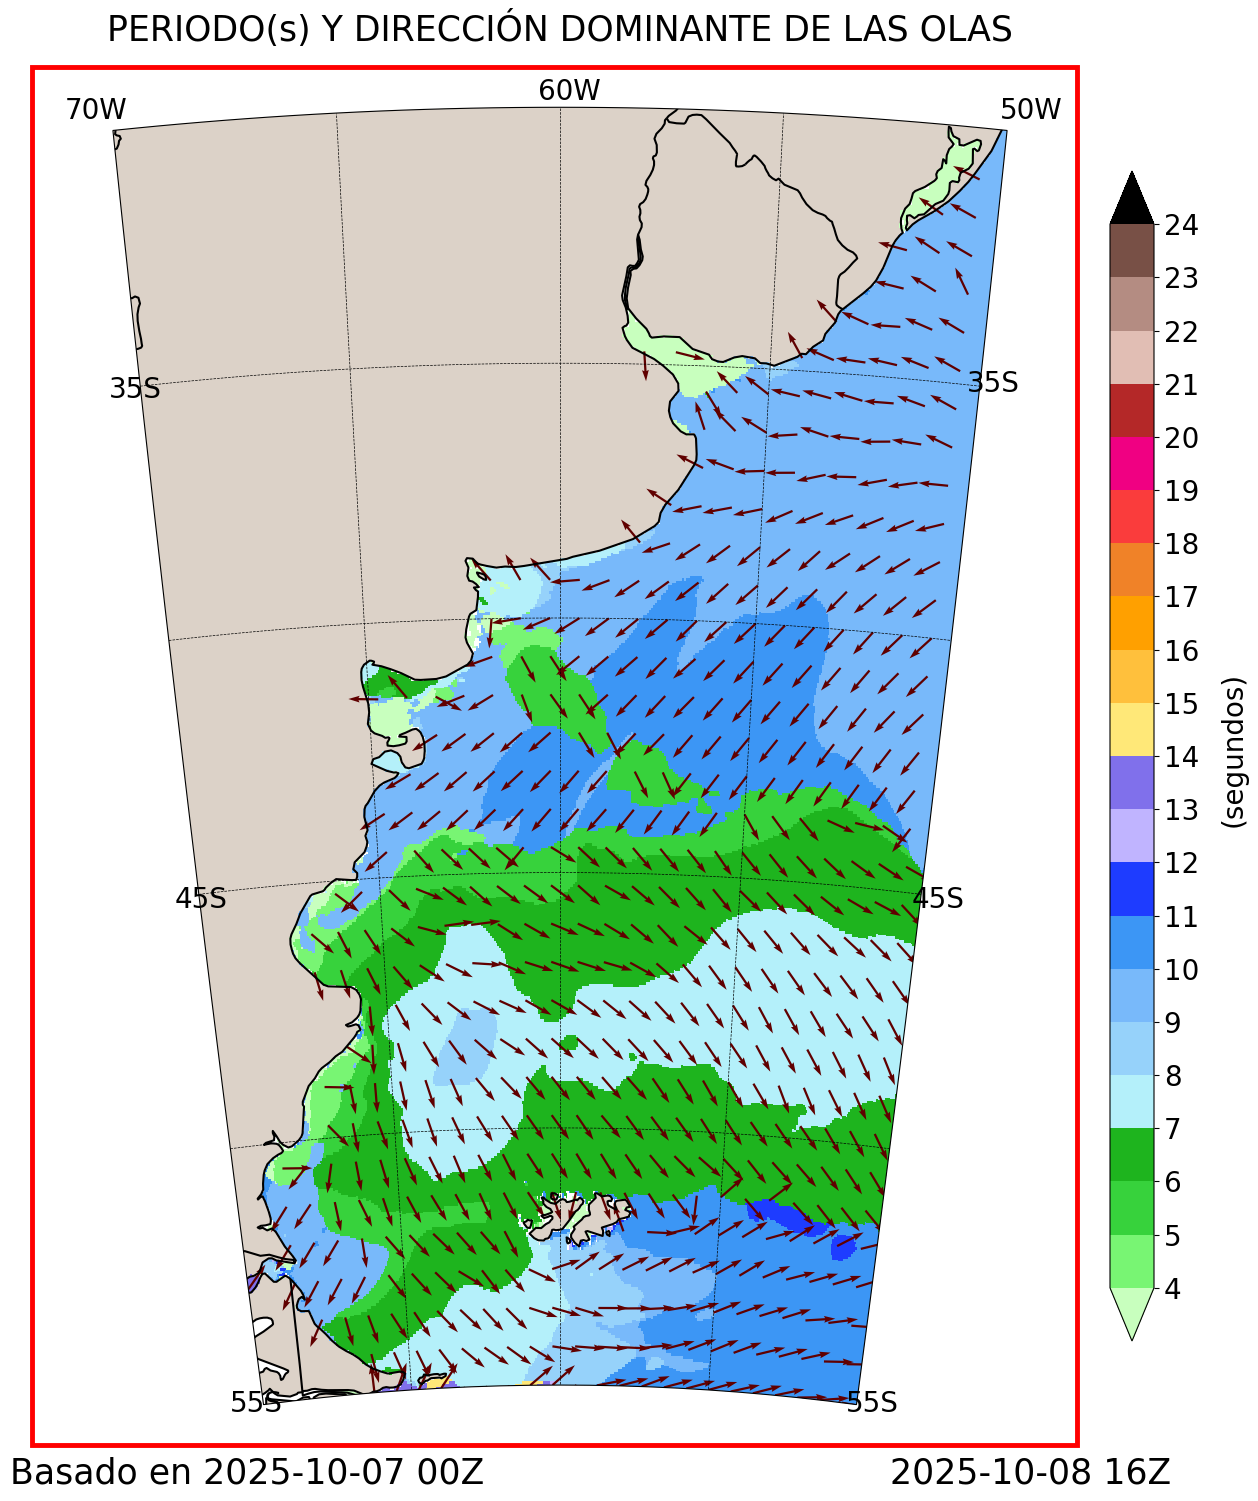 PERIODO(s) Y DIRECCIÓN DOMINANTE DE LAS OLAS
70W
60W
50W
35S
35S
45S
45S
55S
55S
24
23
22
21
20
19
18
17
16
15
14
13
12
11
10
9
8
7
6
5
4
(segundos)
Basado en 2025-10-07 00Z
2025-10-08 16Z